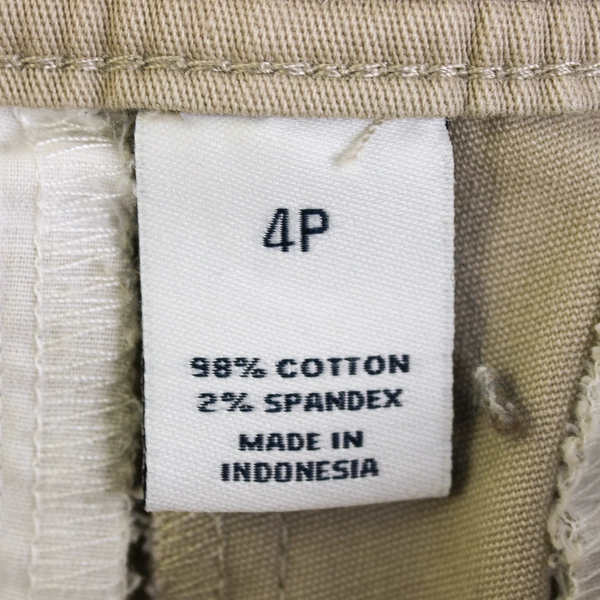 4P
98% COTTON
2% SPANDEX
MADE IN
INDONESIA